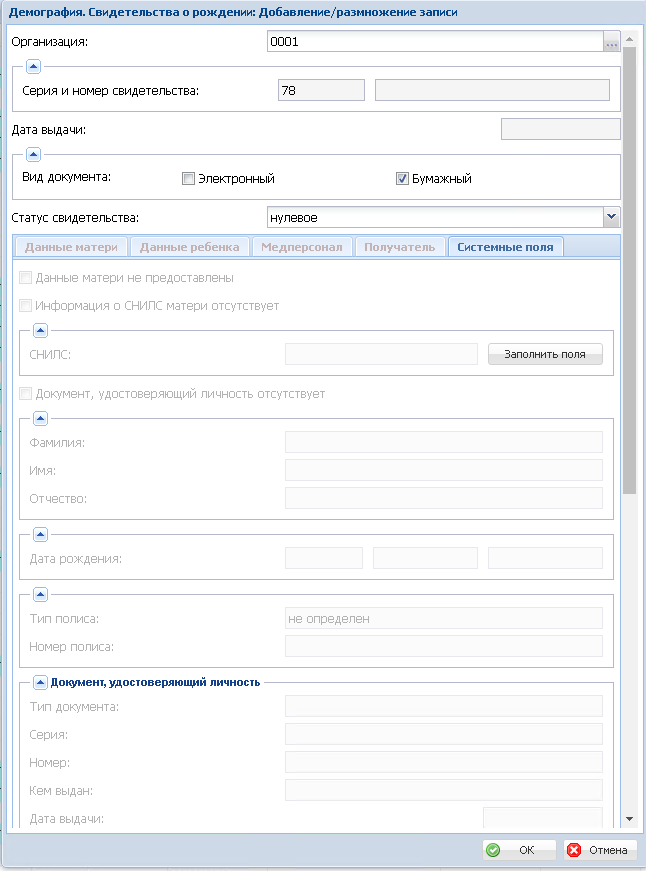 Демография. Свидетельства о рождении: Добавление/размножение записи
Организация: 0001 ...
Серия и номер свидетельства: 78
Дата выдачи:
Вид документа: Электронный Бумажный
Статус свидетельства: нулевое
Данные матери Данные ребенка Медперсонал Получатель Системные поля
Данные матери не предоставлены
Информация о СНИЛС матери отсутствует
СНИЛС: Заполнить поля
Документ, удостоверяющий личность отсутствует
Фамилия:
Имя:
Отчество:
Дата рождения:
Тип полиса: не определен
Номер полиса:
Документ, удостоверяющий личность
Тип документа:
Серия:
Номер:
Кем выдан:
Дата выдачи:
ОК Отмена